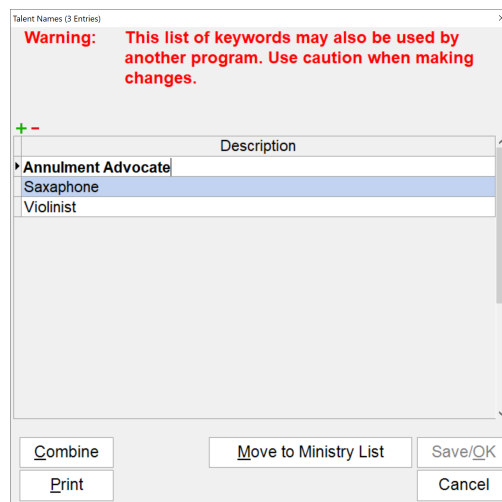 Talent Names (3 Entries)
Warning: This list of keywords may also be used by
another program. Use caution when making
changes.
Description
Annulment Advocate
Saxaphone
Violinist
Combine Move to Ministry List Save/OK
Print Cancel